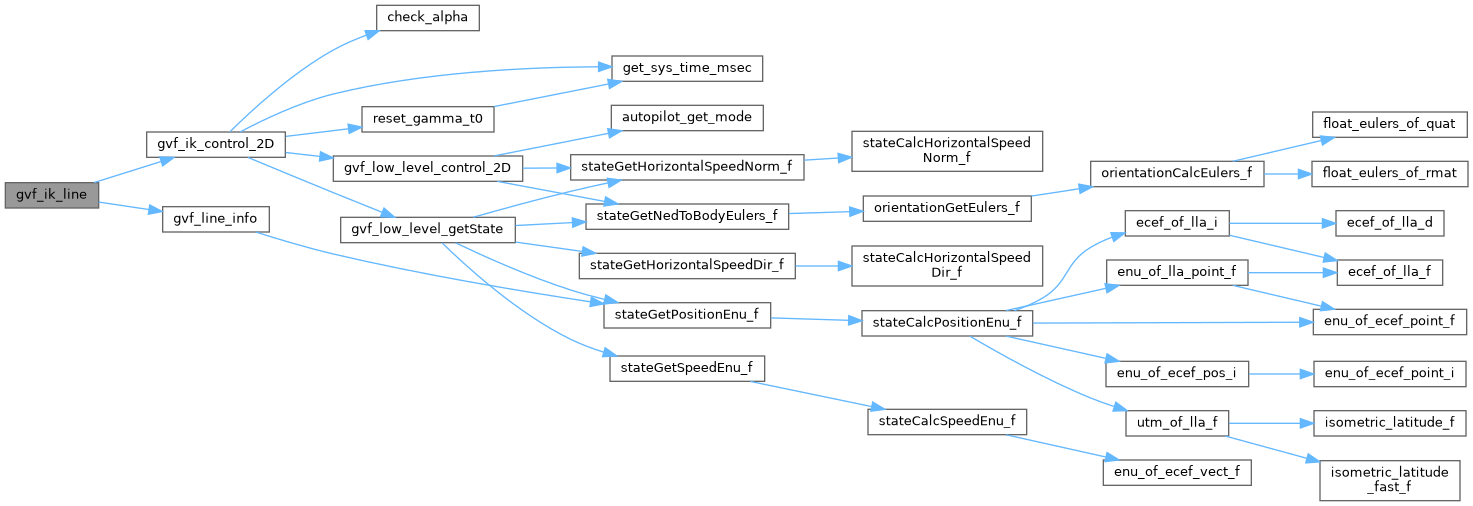 check_alpha
get_sys_time_msec
autopilot_get_mode
reset_gamma_t0
float_eulers_of_quat
gvf_ik_control_2D
stateCalcHorizontalSpeed
Norm_f
gvf_low_level_control_2D
stateGetHorizontalSpeedNorm_f
orientationCalcEulers_f
float_eulers_of_rmat
gvf_ik_line
orientationGetEulers_f
gvf_line_info
stateGetNedToBodyEulers_f
ecef_of_lla_i
ecef_of_lla_d
gvf_low_level_getState
stateGetHorizontalSpeedDir_f
stateCalcHorizontalSpeed
Dir_f
enu_of_lla_point_f
ecef_of_lla_f
stateGetPositionEnu_f
stateCalcPositionEnu_f
enu_of_ecef_point_f
stateGetSpeedEnu_f
enu_of_ecef_pos_i
enu_of_ecef_point_i
stateCalcSpeedEnu_f
utm_of_lla_f
isometric_latitude_f
enu_of_ecef_vect_f
isometric_latitude
_fast_f